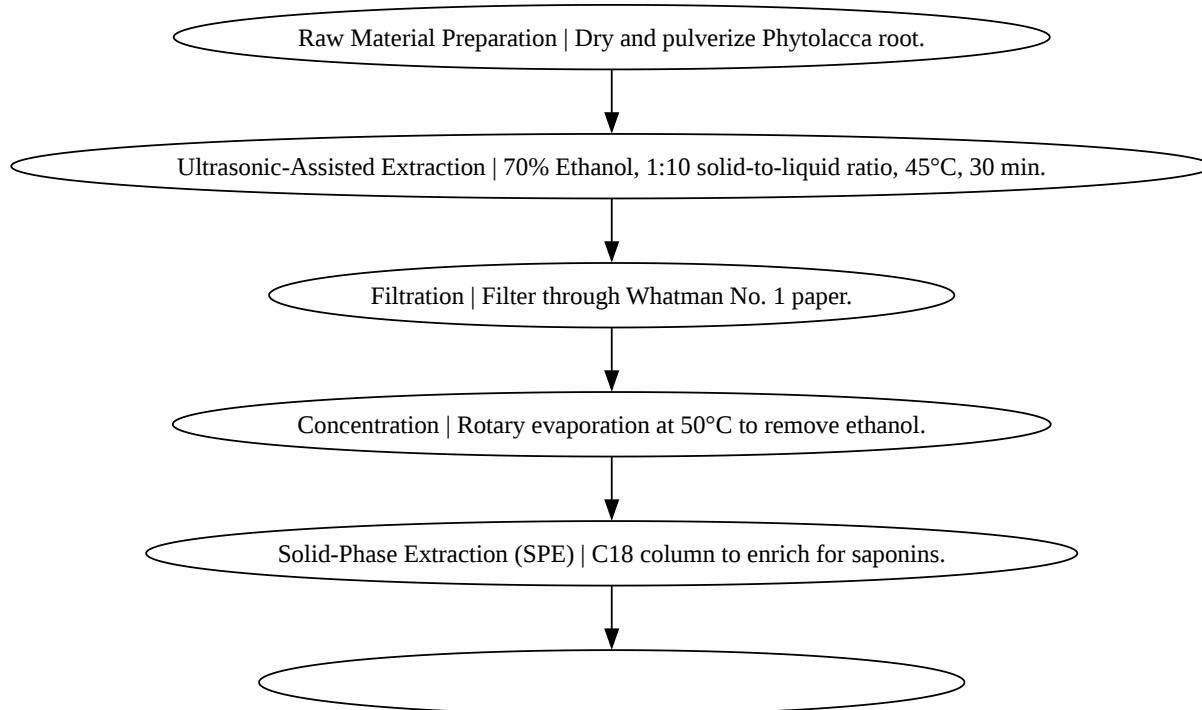 Raw Material Preparation | Dry and pulverize Phytolacca root.
Ultrasonic-Assisted Extraction | 70% Ethanol, 1:10 solid-to-liquid ratio, 45°C, 30 min.
Filtration | Filter through Whatman No. 1 paper.
Concentration | Rotary evaporation at 50°C to remove ethanol.
Solid-Phase Extraction (SPE) | C18 column to enrich for saponins.